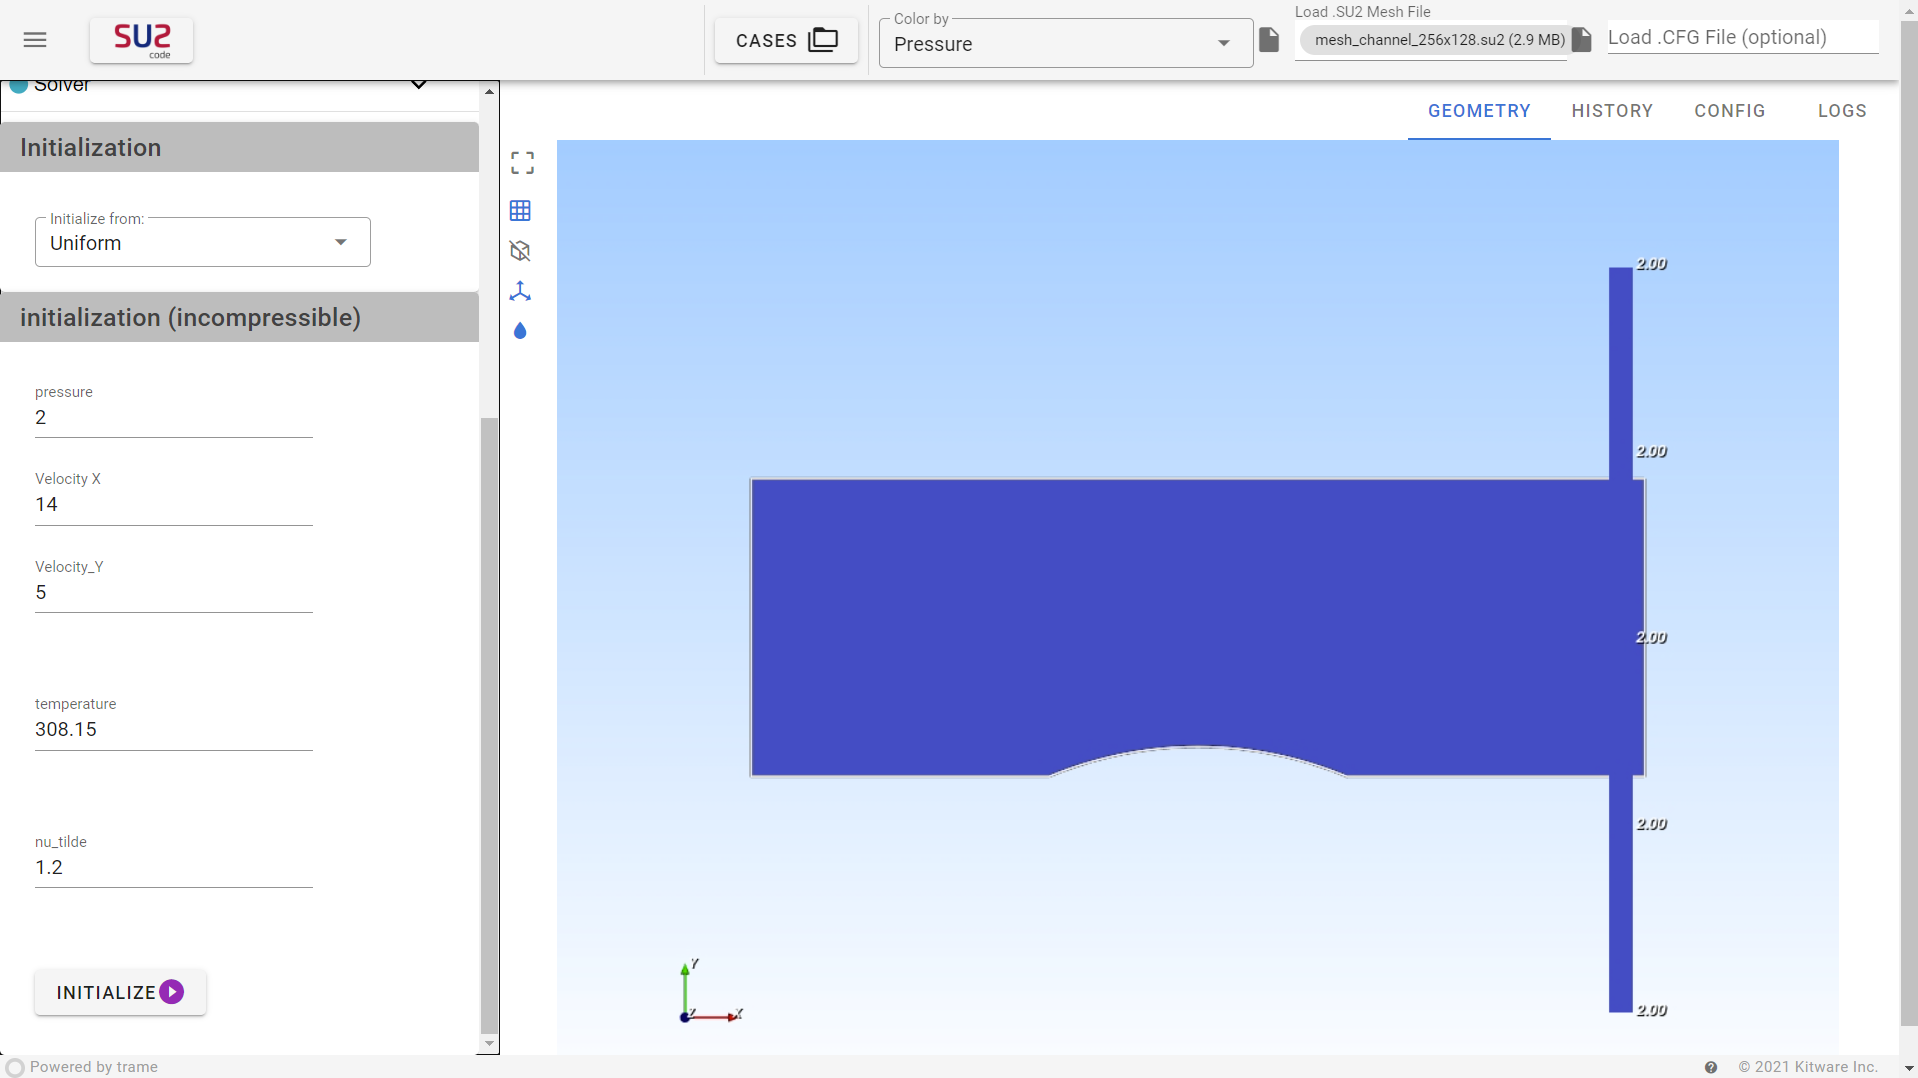 SU2
code
CASES
Color by
Pressure
Load .SU2 Mesh File
mesh_channel_256x128.su2 (2.9 MB)
Load .CFG File (optional)
Solver
Initialization
Initialize from:
Uniform
initialization (incompressible)
pressure
2
Velocity X
14
Velocity_Y
5
temperature
308.15
nu_tilde
1.2
INITIALIZE
GEOMETRY
HISTORY
CONFIG
LOGS
2.00
2.00
2.00
2.00
2.00
Y
Z
X
Powered by trame
© 2021 Kitware Inc.